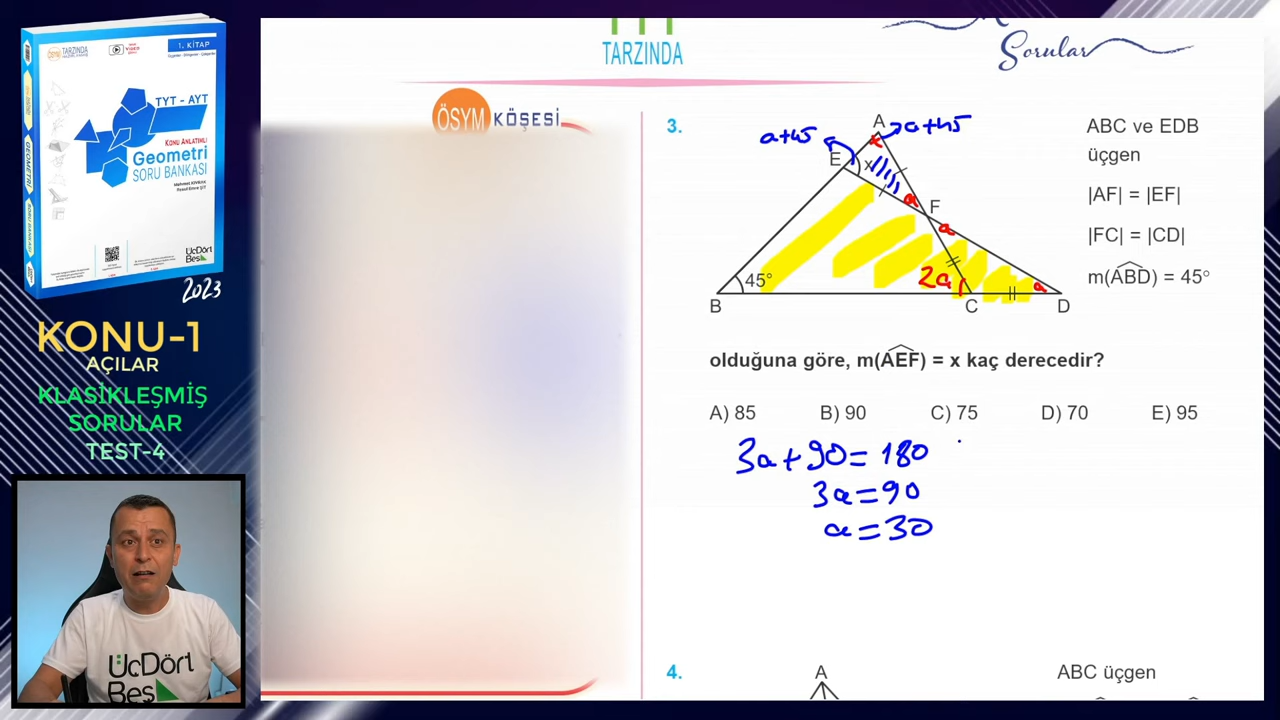 TARZINDA
1. KİTAP
TYT - AYT
KONU ANLATIMLI
Geometri
SORU BANKASI
GEOMETRİ
ÜçDört
Beş
2023
KONU-1
AÇILAR
KLASİKLEŞMİŞ
SORULAR
TEST-4
ÜçDört
Beş
TARZINDA
Sorular
ÖSYM KÖŞESİ
3.
A
a+45
x
a+45
E
x
a
F
a
45°
2a
a
B
C
D
ABC ve EDB
üçgen
|AF| = |EF|
|FC| = |CD|
m(ABD) = 45°
olduğuna göre, m(AEF) = x kaç derecedir?
A) 85 B) 90 C) 75 D) 70 E) 95
3a+90=180
3a=90
a=30
4.
A
ABC üçgen